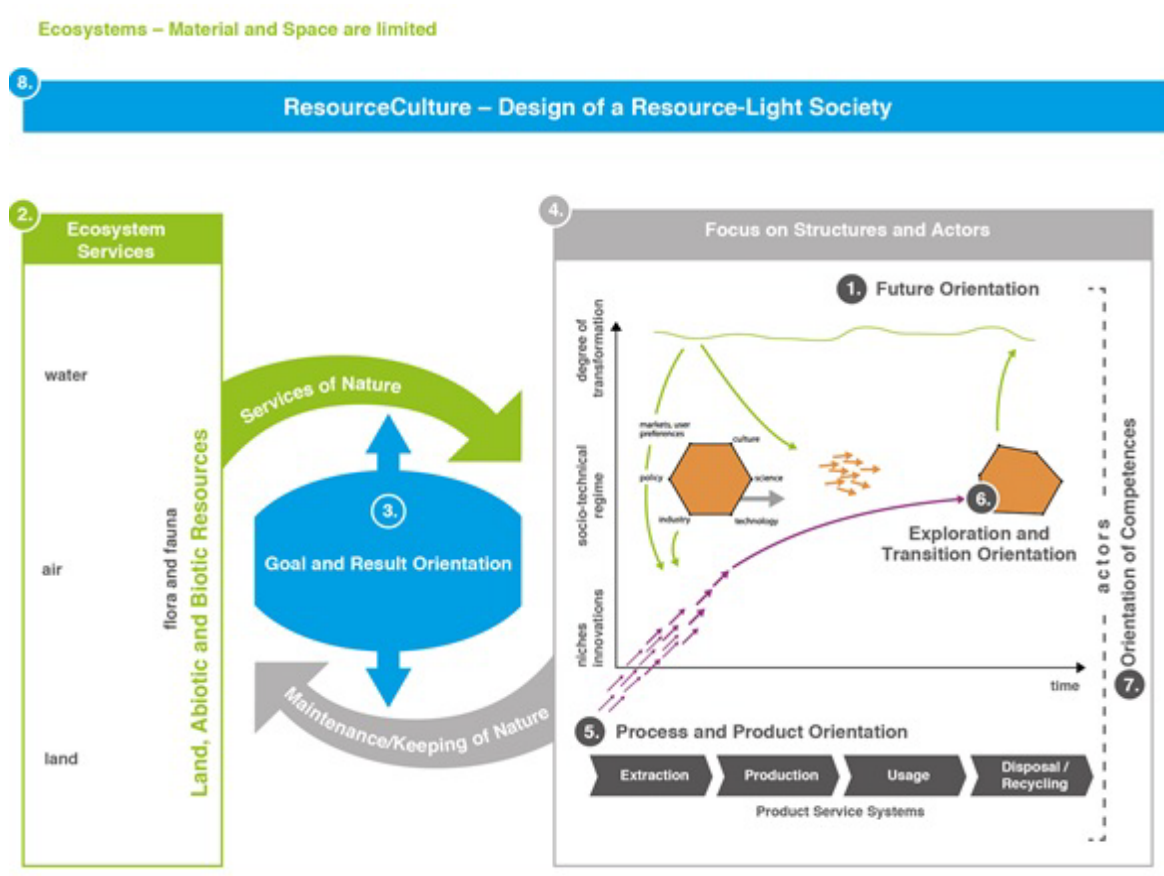 Ecosystems – Material and Space are limited
8.
ResourceCulture – Design of a Resource-Light Society
2.
Ecosystem
Services
water
air
land
flora and fauna
Land, Abiotic and Biotic Resources
Services of Nature
3.
Goal and Result Orientation
Maintenance/Keeping of Nature
4.
Focus on Structures and Actors
1. Future Orientation
degree of
transformation
socio-technical
regime
niches
innovations
markets, user
preferences
culture
policy
science
industry
technology
6.
Exploration and
Transition Orientation
time
actors
7. Orientation of Competences
5. Process and Product Orientation
Extraction
Production
Usage
Disposal /
Recycling
Product Service Systems